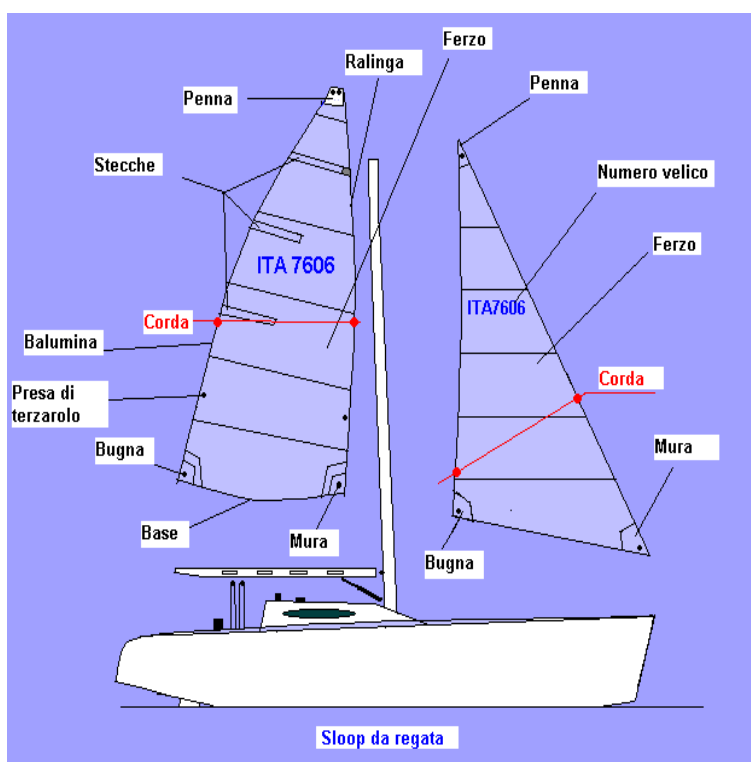 Ferzo
Ralinga
Penna
Penna
Stecche
Numero velico
Ferzo
ITA 7606
ITA7606
Corda
Balumina
Corda
Presa di
terzarolo
Bugna
Mura
Base
Mura
Bugna
Sloop da regata